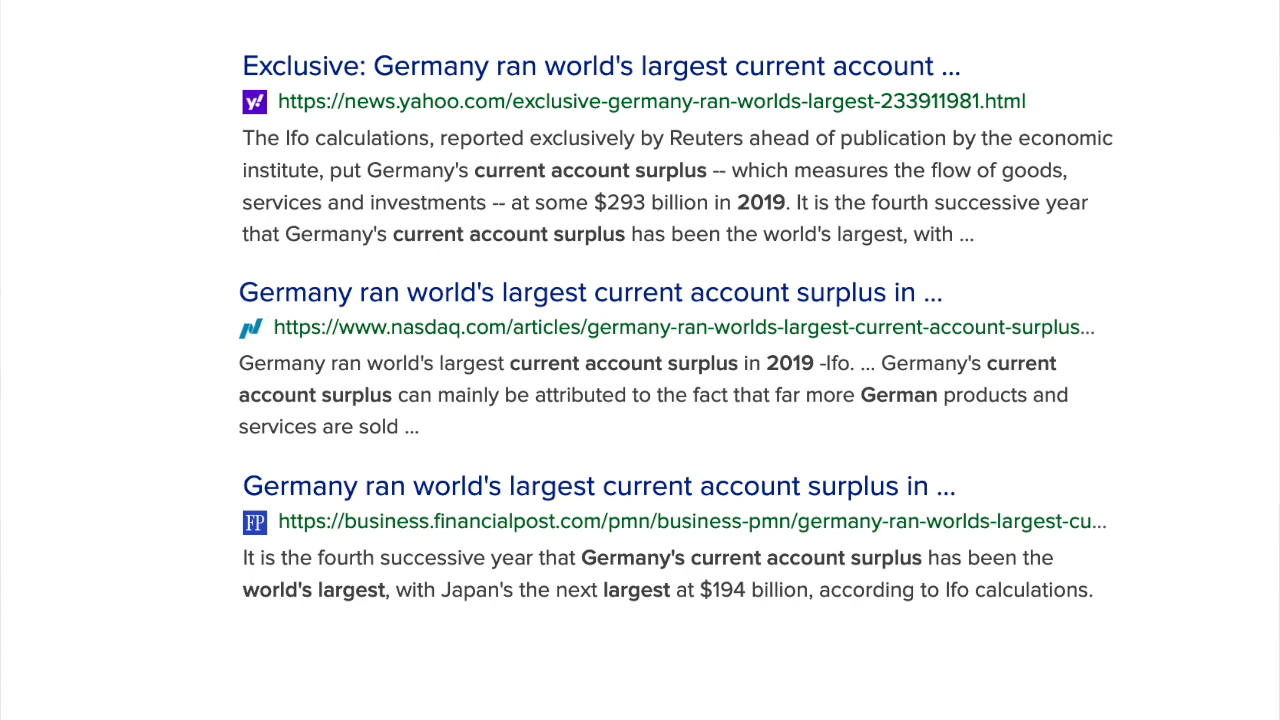 Exclusive: Germany ran world's largest current account ...
y! https://news.yahoo.com/exclusive-germany-ran-worlds-largest-233911981.html
The Ifo calculations, reported exclusively by Reuters ahead of publication by the economic
institute, put Germany's current account surplus -- which measures the flow of goods,
services and investments -- at some $293 billion in 2019. It is the fourth successive year
that Germany's current account surplus has been the world's largest, with ...
Germany ran world's largest current account surplus in ...
https://www.nasdaq.com/articles/germany-ran-worlds-largest-current-account-surplus...
Germany ran world's largest current account surplus in 2019 -Ifo. ... Germany's current
account surplus can mainly be attributed to the fact that far more German products and
services are sold ...
Germany ran world's largest current account surplus in ...
FP https://business.financialpost.com/pmn/business-pmn/germany-ran-worlds-largest-cu...
It is the fourth successive year that Germany's current account surplus has been the
world's largest, with Japan's the next largest at $194 billion, according to Ifo calculations.